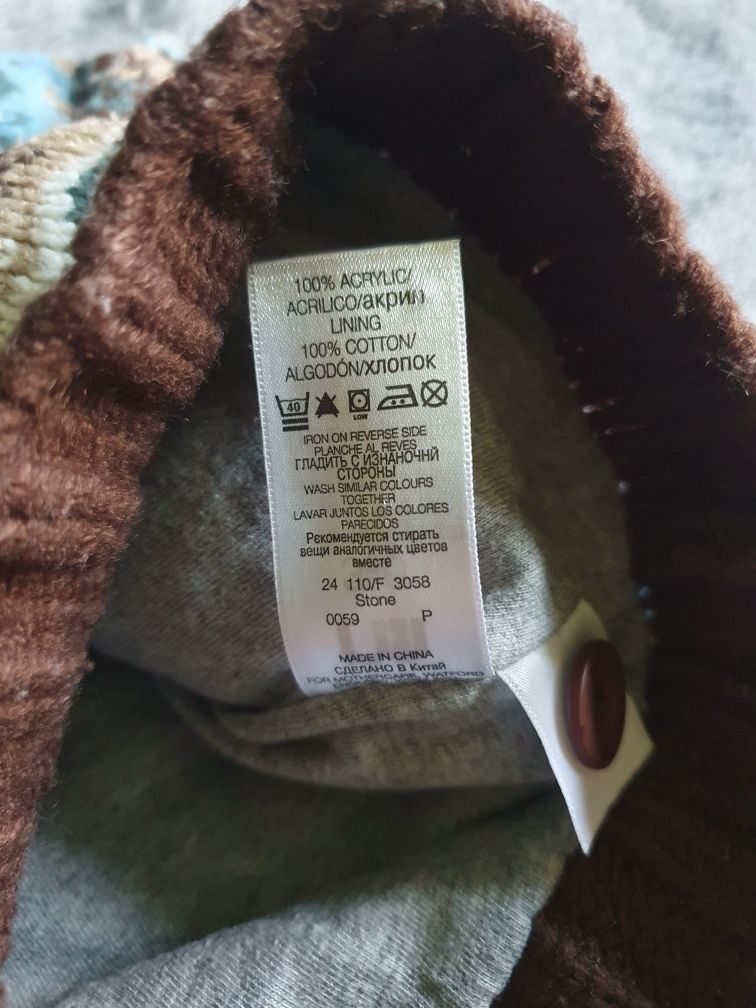 100% ACRYLIC/
ACRILICO/акрил
LINING
100% COTTON/
ALGODÓN/ХЛОПОК
40
LOW
IRON ON REVERSE SIDE
PLANCHE AL REVES
ГЛАДИТЬ С ИЗНАНОЧНЙ
СТОРОНЫ
WASH SIMILAR COLOURS
TOGETHER
LAVAR JUNTOS LOS COLORES
PARECIDOS
Рекомендуется стирать
вещи аналогичных цветов
вместе
24 110/F 3058
Stone
0059 P
MADE IN CHINA
СДЕЛАНО В Китай
FOR MOTHERCARE, WATFORD